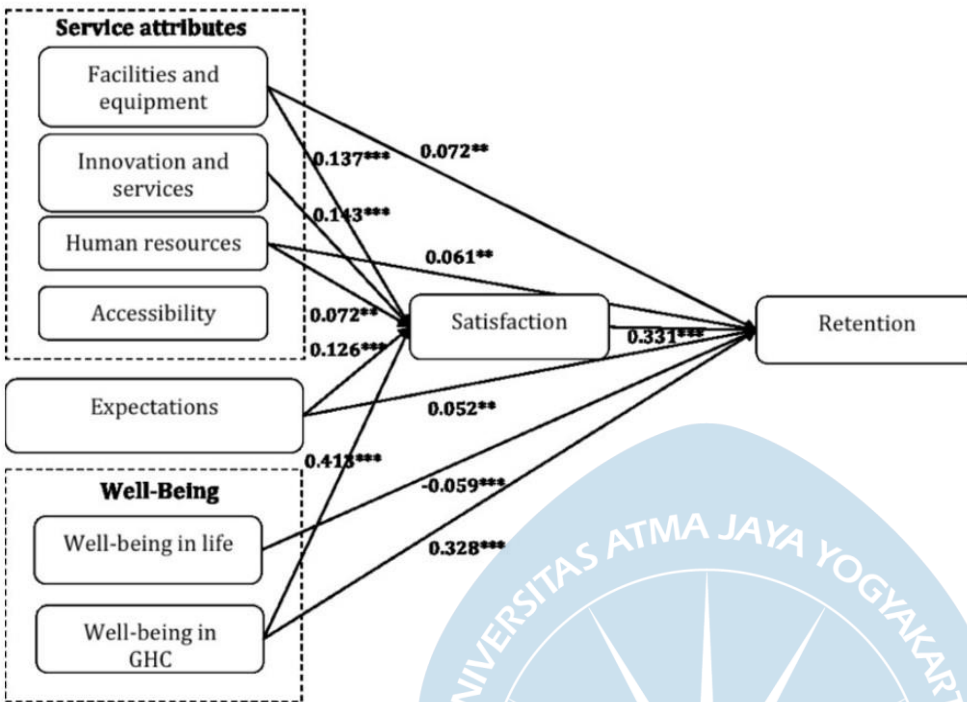 Service attributes
Facilities and
equipment
Innovation and
services
Human resources
Accessibility
Expectations
Well-Being
Well-being in life
Well-being in
GHC
0.137***
0.072**
0.143***
0.061**
0.072**
0.126***
0.331***
0.052**
0.413***
-0.059***
0.328***
Satisfaction
Retention
UNIVERSITAS ATMA JAYA YOGYAKART